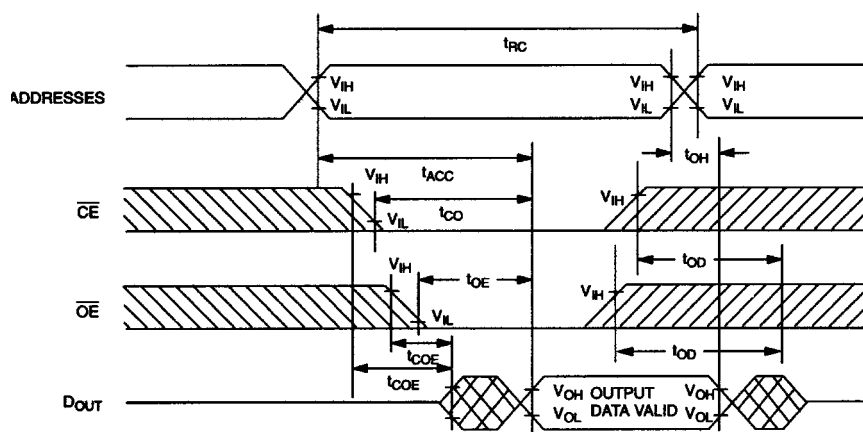 tRC
ADDRESSES
VIH
VIL
VIH
VIL
VIH
VIL
tOH
tACC
VIH
CE
VIL
tCO
VIH
tOD
VIH
tOE
OE
VIL
VIH
tCOE
tOD
tCOE
DOUT
VOH
VOL
OUTPUT
DATA VALID
VOH
VOL